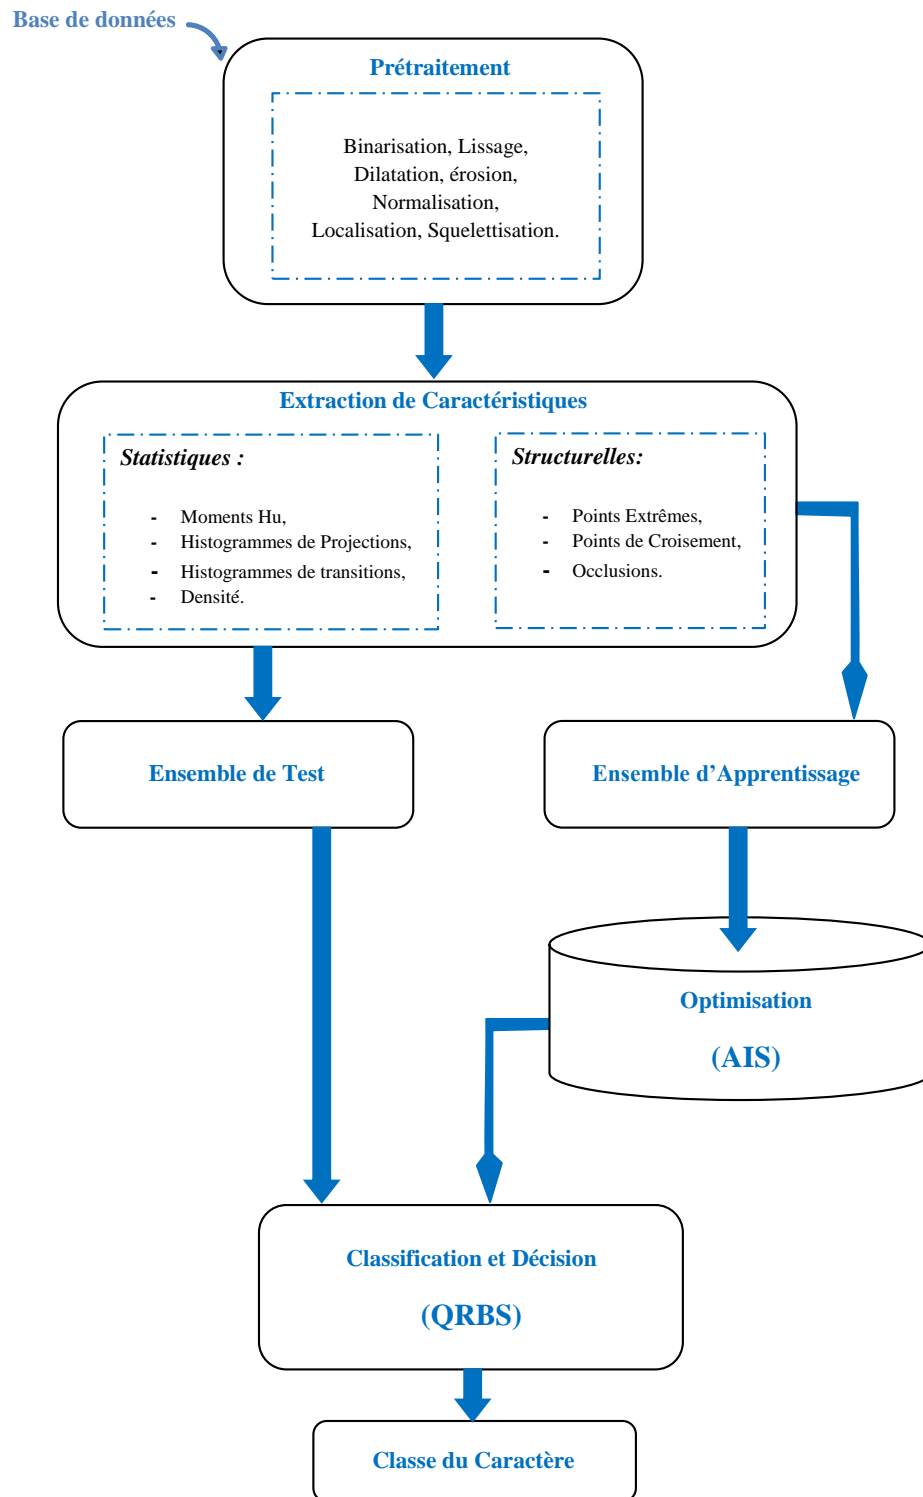 Base de données
Prétraitement
Binarisation, Lissage,
Dilatation, érosion,
Normalisation,
Localisation, Squelettisation.
Extraction de Caractéristiques
Statistiques :
- Moments Hu,
- Histogrammes de Projections,
- Histogrammes de transitions,
- Densité.
Structurelles:
- Points Extrêmes,
- Points de Croisement,
- Occlusions.
Ensemble de Test
Ensemble d’Apprentissage
Optimisation
(AIS)
Classification et Décision
(QRBS)
Classe du Caractère